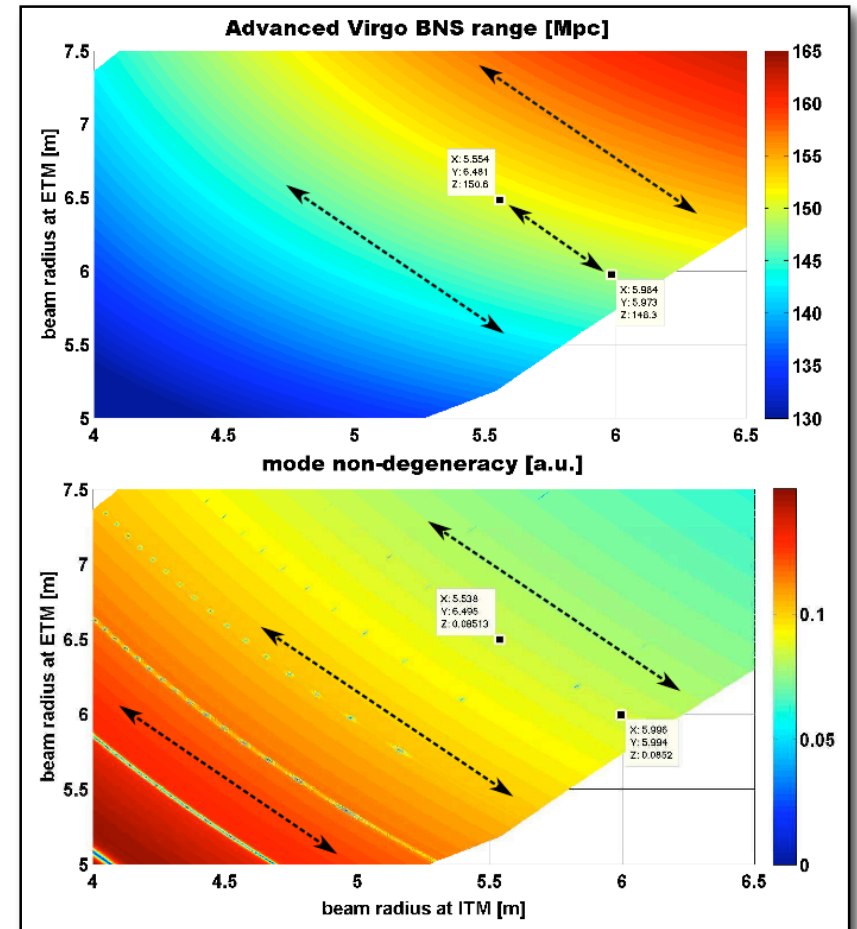 Advanced Virgo BNS range [Mpc]
7.5
7
6.5
6
5.5
5
beam radius at ETM [m]
X: 5.554
Y: 6.481
Z: 150.6
X: 5.984
Y: 5.973
Z: 148.3
165
160
155
150
145
140
135
130
4 4.5 5 5.5 6 6.5
mode non-degeneracy [a.u.]
7.5
7
6.5
6
5.5
5
beam radius at ETM [m]
X: 5.538
Y: 6.495
Z: 0.08513
X: 5.996
Y: 5.994
Z: 0.0852
0.1
0.05
0
4 4.5 5 5.5 6 6.5
beam radius at ITM [m]